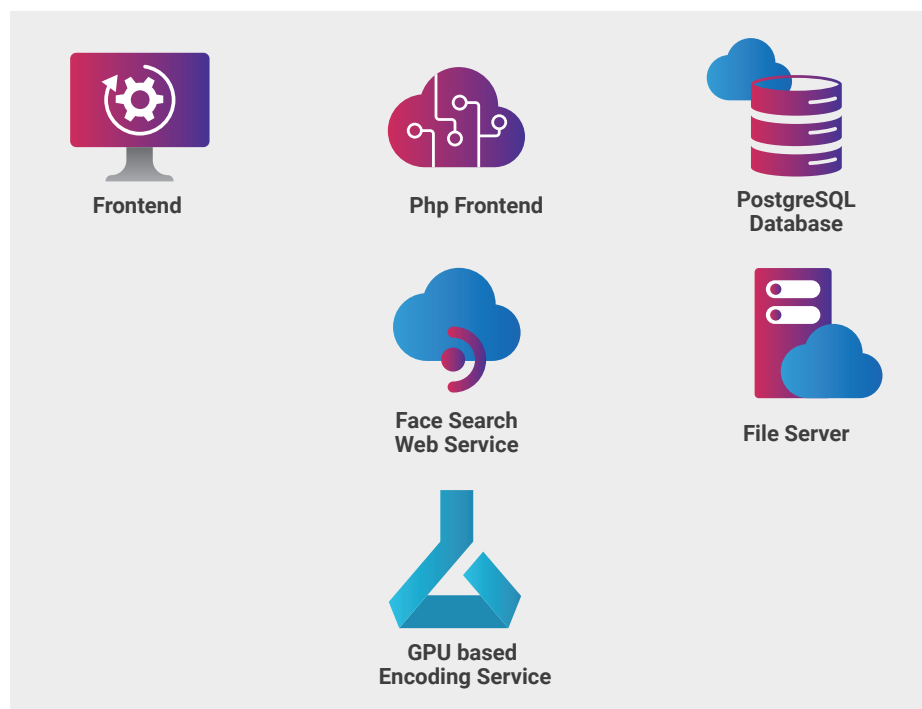 Frontend
Php Frontend
PostgreSQL
Database
Face Search
Web Service
File Server
GPU based
Encoding Service